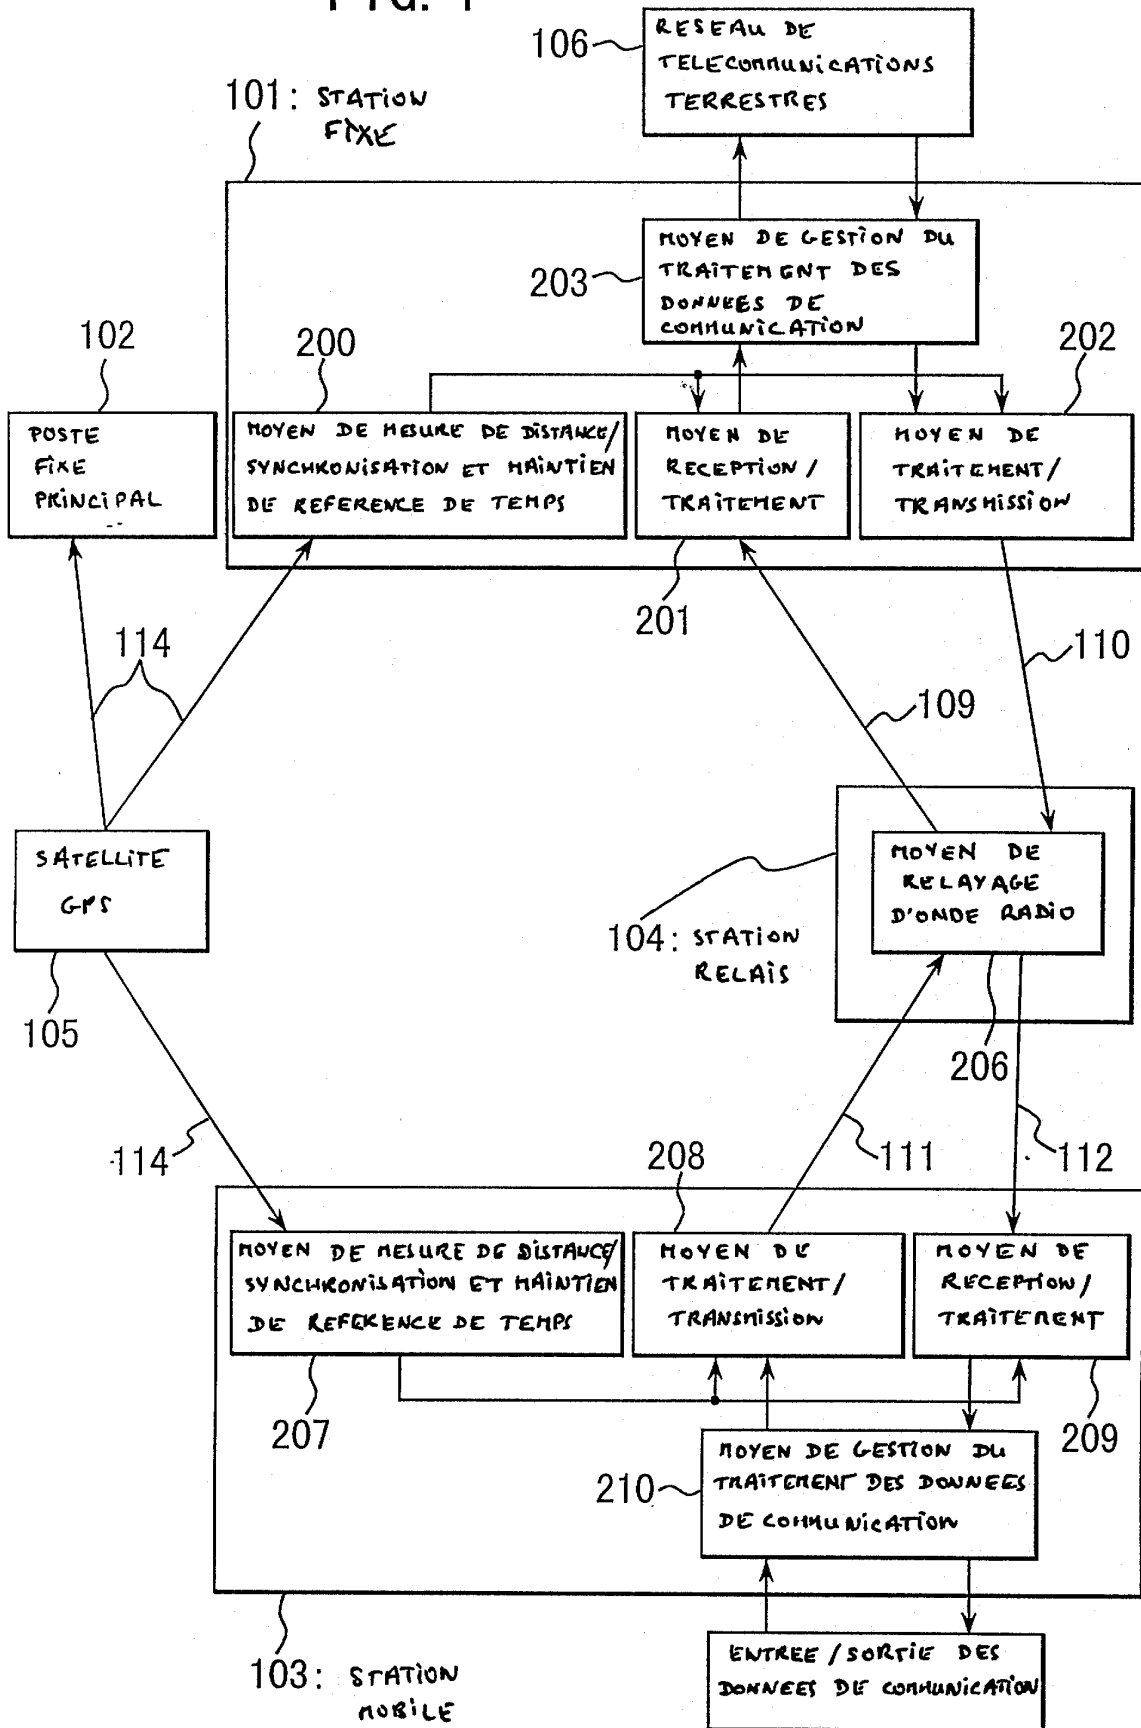 FIG. 1
106
RESEAU DE
TELECOMMUNICATIONS
TERRESTRES
101: STATION
FIXE
203
MOYEN DE GESTION DU
TRAITEMENT DES
DONNEES DE
COMMUNICATION
102
200
202
POSTE
FIXE
PRINCIPAL
MOYEN DE MESURE DE DISTANCE/
SYNCHRONISATION ET MAINTIEN
DE REFERENCE DE TEMPS
MOYEN DE
RECEPTION/
TRAITEMENT
MOYEN DE
TRAITEMENT/
TRANSMISSION
201
114
110
109
SATELLITE
GPS
105
MOYEN DE
RELAYAGE
D'ONDE RADIO
104: STATION
RELAIS
206
114
208
111
112
MOYEN DE MESURE DE DISTANCE/
SYNCHRONISATION ET MAINTIEN
DE REFERENCE DE TEMPS
MOYEN DE
TRAITEMENT/
TRANSMISSION
MOYEN DE
RECEPTION/
TRAITEMENT
207
209
210
MOYEN DE GESTION DU
TRAITEMENT DES DONNEES
DE COMMUNICATION
103: STATION
MOBILE
ENTREE/SORTIE DES
DONNEES DE COMMUNICATION